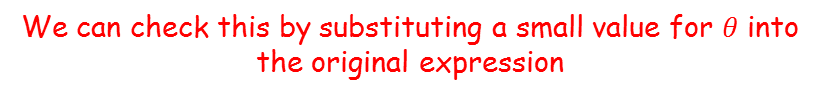 We can check this by substituting a small value for θ into
the original expression